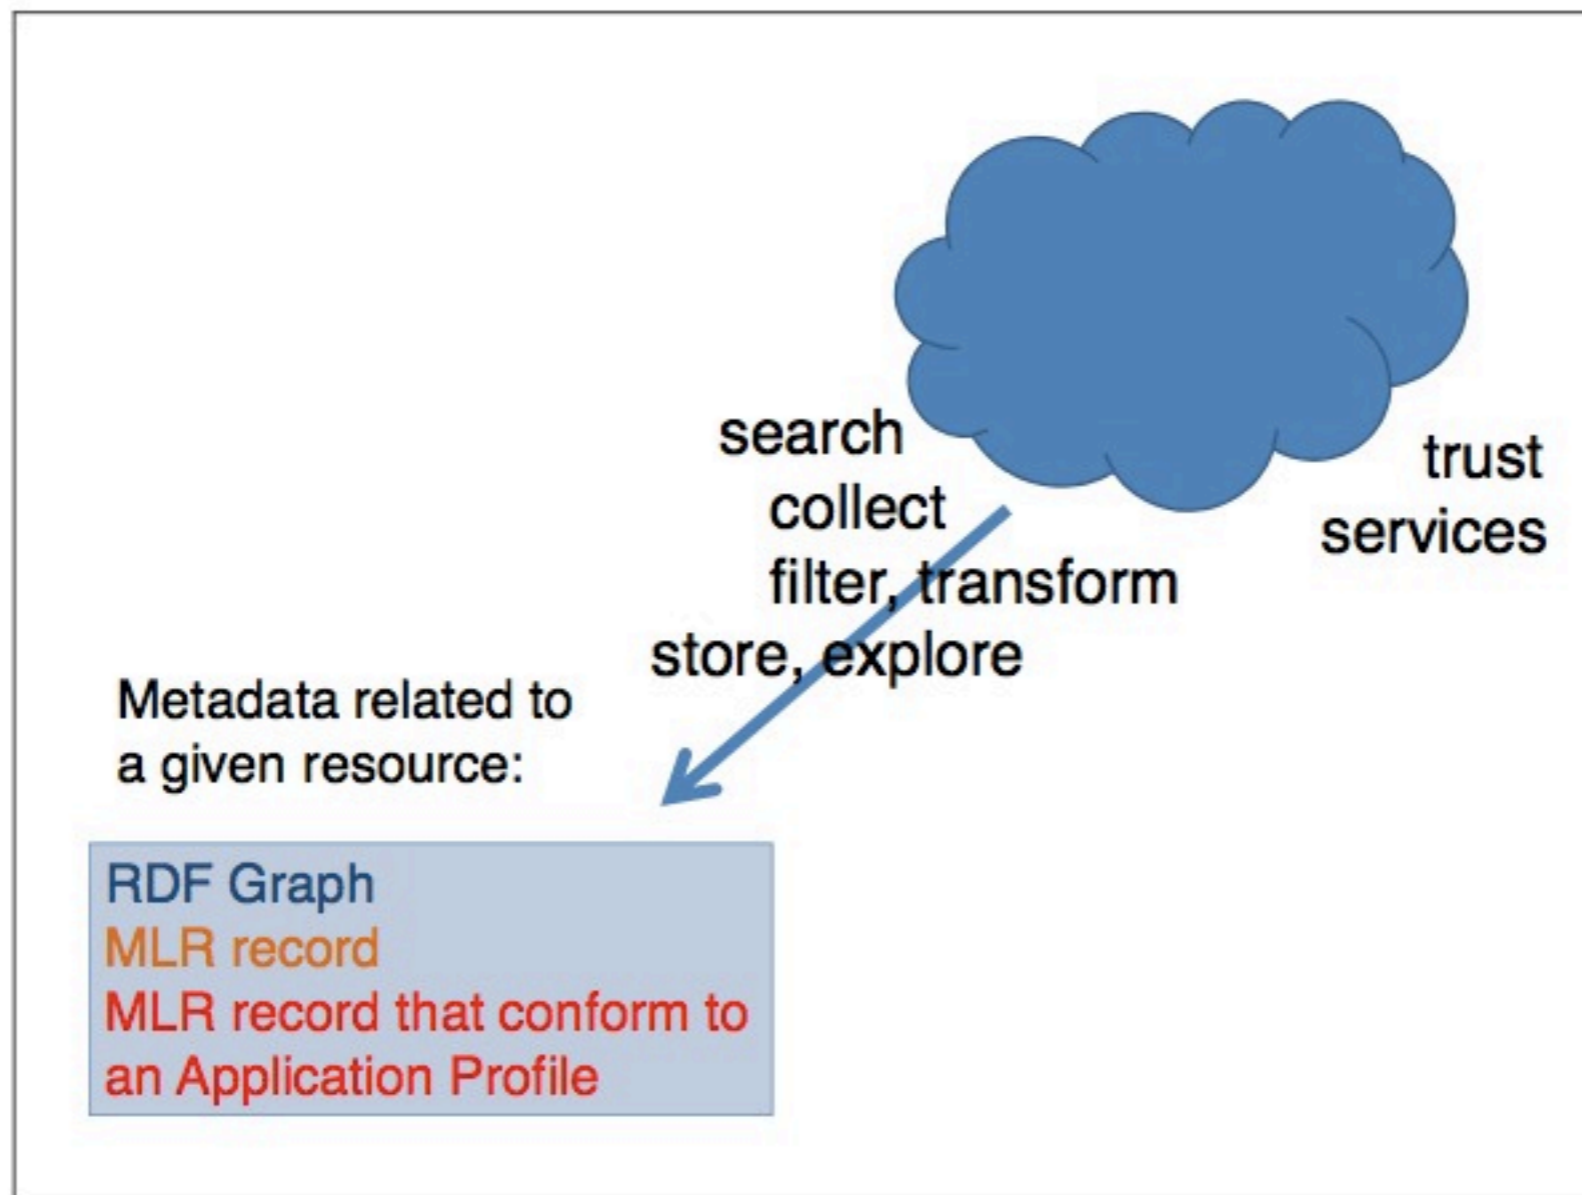 search
collect
filter, transform
store, explore
trust
services
Metadata related to
a given resource:
RDF Graph
MLR record
MLR record that conform to
an Application Profile